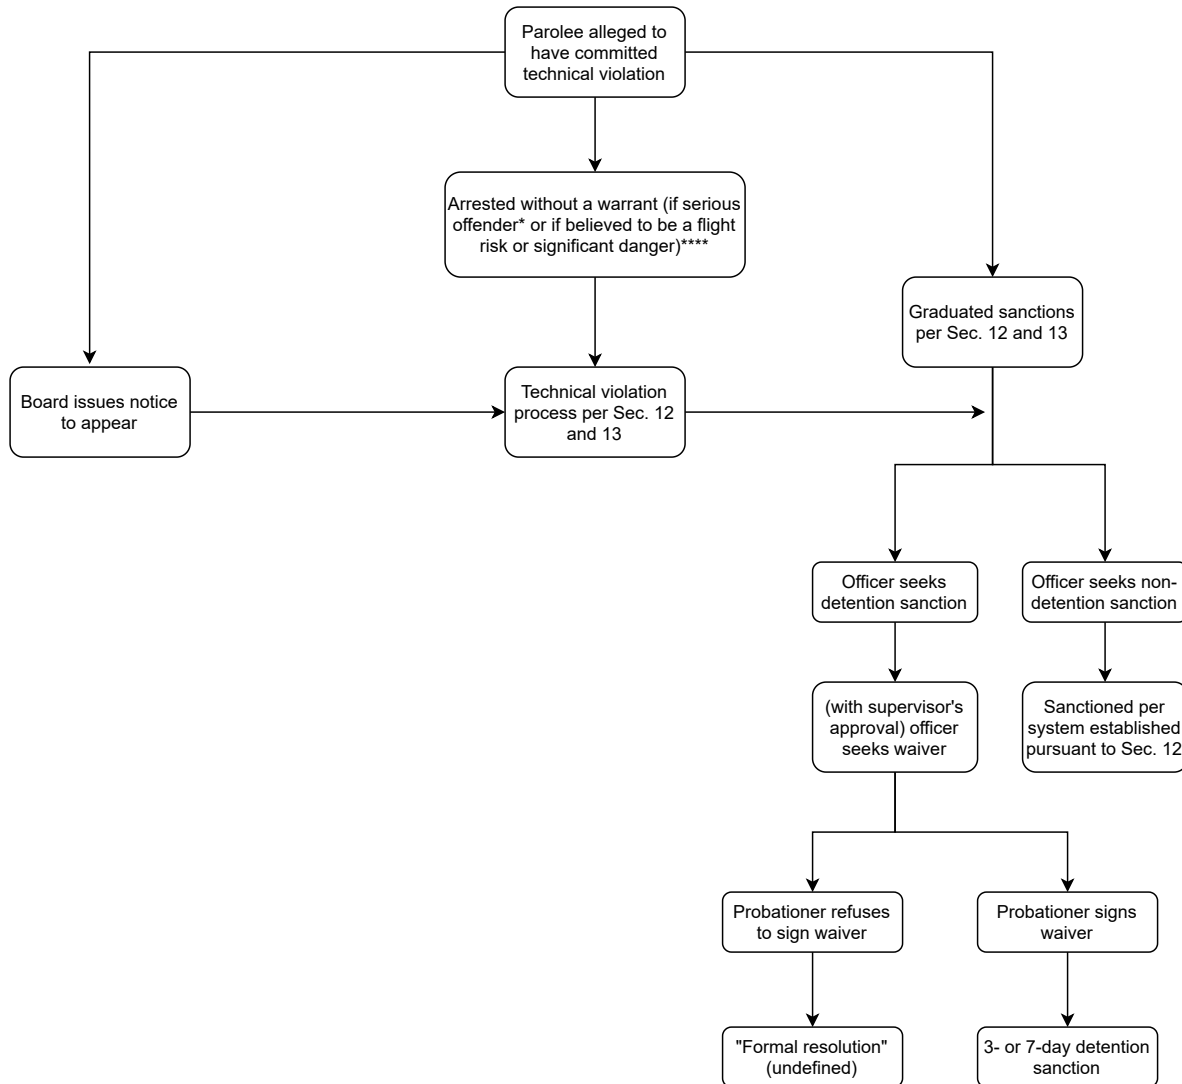 Parolee alleged to
have committed
technical violation
Arrested without a warrant (if serious
offender* or if believed to be a flight
risk or significant danger)****
Graduated sanctions
per Sec. 12 and 13
Board issues notice
to appear
Technical violation
process per Sec. 12
and 13
Officer seeks
detention sanction
Officer seeks non-
detention sanction
(with supervisor's
approval) officer
seeks waiver
Sanctioned per
system established
pursuant to Sec. 12
Probationer refuses
to sign waiver
Probationer signs
waiver
"Formal resolution"
(undefined)
3- or 7-day detention
sanction